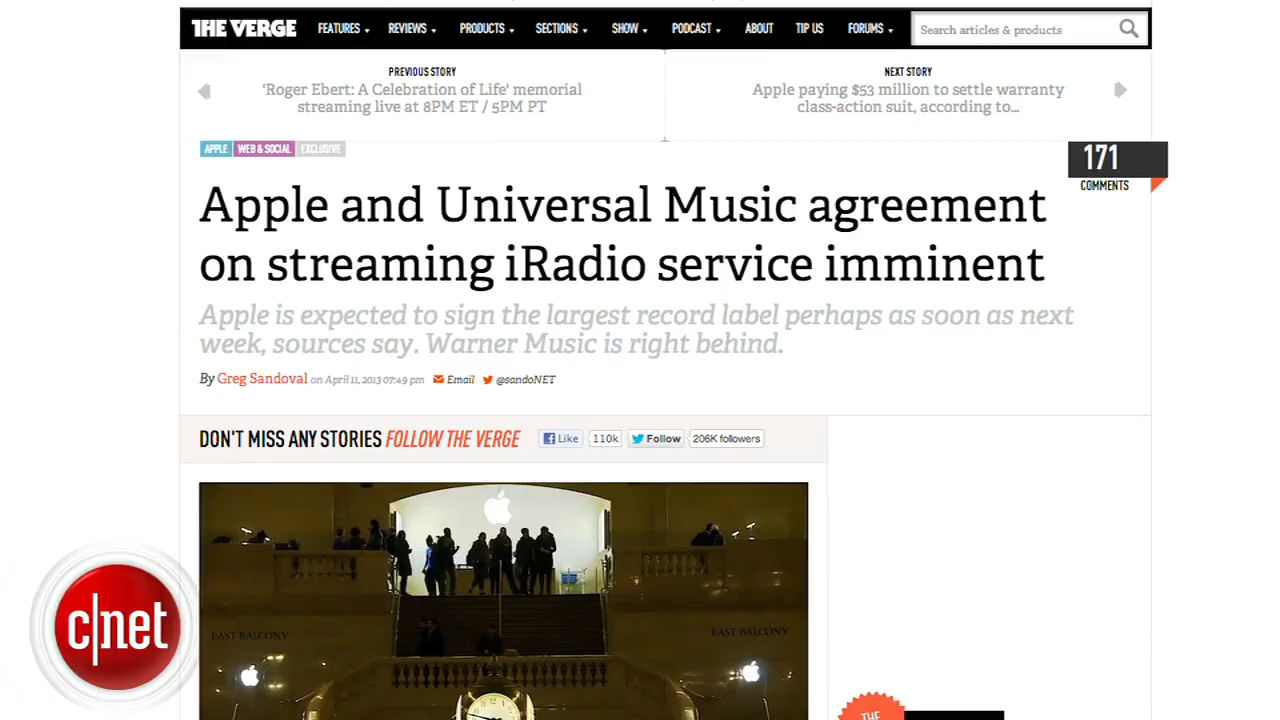 THE VERGE
FEATURES
REVIEWS
PRODUCTS
SECTIONS
SHOW
PODCAST
ABOUT
TIP US
FORUMS
Search articles & products
PREVIOUS STORY
'Roger Ebert: A Celebration of Life' memorial
streaming live at 8PM ET / 5PM PT
NEXT STORY
Apple paying $53 million to settle warranty
class-action suit, according to...
APPLE WEB & SOCIAL EXCLUSIVE
171
COMMENTS
Apple and Universal Music agreement
on streaming iRadio service imminent
Apple is expected to sign the largest record label perhaps as soon as next
week, sources say. Warner Music is right behind.
By Greg Sandoval on April 11, 2013 07:49 pm Email @sandoNET
DON'T MISS ANY STORIES FOLLOW THE VERGE
Like 110k Follow 206K followers
EAST BALCONY
EAST BALCONY
c|net
THE